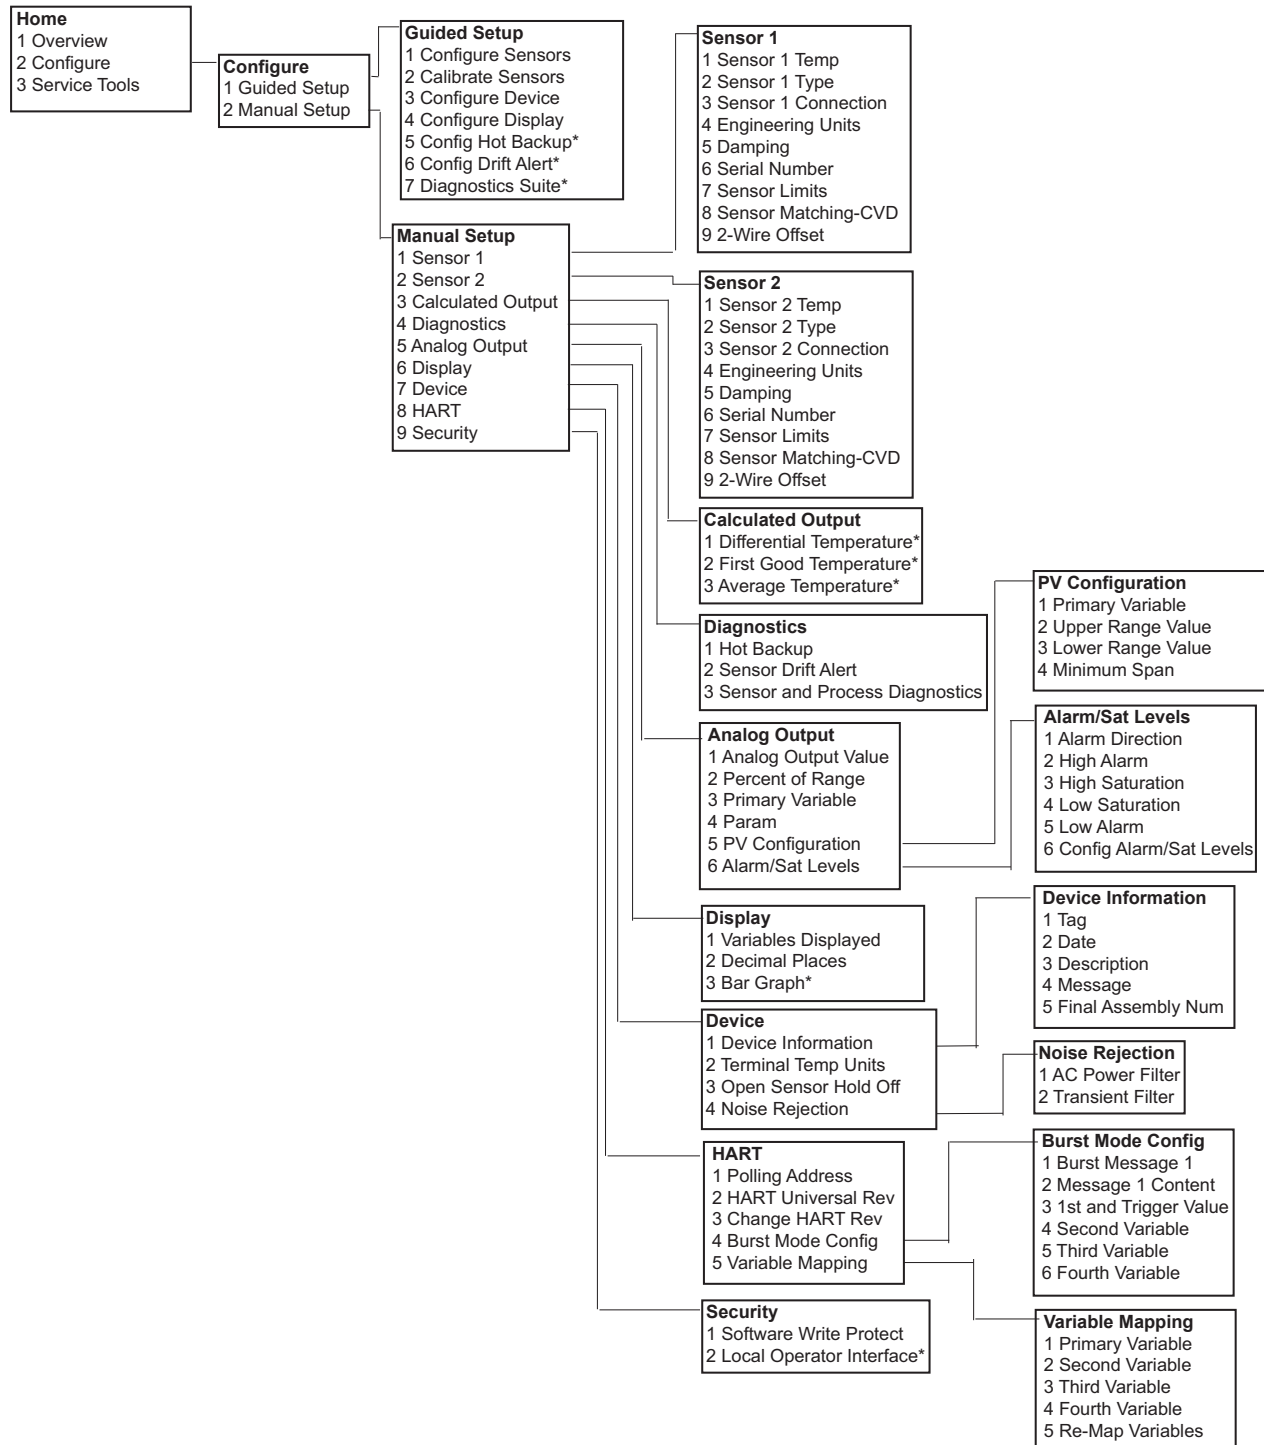 Home
1 Overview
2 Configure
3 Service Tools
Configure
1 Guided Setup
2 Manual Setup
Guided Setup
1 Configure Sensors
2 Calibrate Sensors
3 Configure Device
4 Configure Display
5 Config Hot Backup*
6 Config Drift Alert*
7 Diagnostics Suite*
Manual Setup
1 Sensor 1
2 Sensor 2
3 Calculated Output
4 Diagnostics
5 Analog Output
6 Display
7 Device
8 HART
9 Security
Sensor 1
1 Sensor 1 Temp
2 Sensor 1 Type
3 Sensor 1 Connection
4 Engineering Units
5 Damping
6 Serial Number
7 Sensor Limits
8 Sensor Matching-CVD
9 2-Wire Offset
Sensor 2
1 Sensor 2 Temp
2 Sensor 2 Type
3 Sensor 2 Connection
4 Engineering Units
5 Damping
6 Serial Number
7 Sensor Limits
8 Sensor Matching-CVD
9 2-Wire Offset
Calculated Output
1 Differential Temperature*
2 First Good Temperature*
3 Average Temperature*
Diagnostics
1 Hot Backup
2 Sensor Drift Alert
3 Sensor and Process Diagnostics
Analog Output
1 Analog Output Value
2 Percent of Range
3 Primary Variable
4 Param
5 PV Configuration
6 Alarm/Sat Levels
Display
1 Variables Displayed
2 Decimal Places
3 Bar Graph*
Device
1 Device Information
2 Terminal Temp Units
3 Open Sensor Hold Off
4 Noise Rejection
HART
1 Polling Address
2 HART Universal Rev
3 Change HART Rev
4 Burst Mode Config
5 Variable Mapping
Security
1 Software Write Protect
2 Local Operator Interface*
PV Configuration
1 Primary Variable
2 Upper Range Value
3 Lower Range Value
4 Minimum Span
Alarm/Sat Levels
1 Alarm Direction
2 High Alarm
3 High Saturation
4 Low Saturation
5 Low Alarm
6 Config Alarm/Sat Levels
Device Information
1 Tag
2 Date
3 Description
4 Message
5 Final Assembly Num
Noise Rejection
1 AC Power Filter
2 Transient Filter
Burst Mode Config
1 Burst Message 1
2 Message 1 Content
3 1st and Trigger Value
4 Second Variable
5 Third Variable
6 Fourth Variable
Variable Mapping
1 Primary Variable
2 Second Variable
3 Third Variable
4 Fourth Variable
5 Re-Map Variables